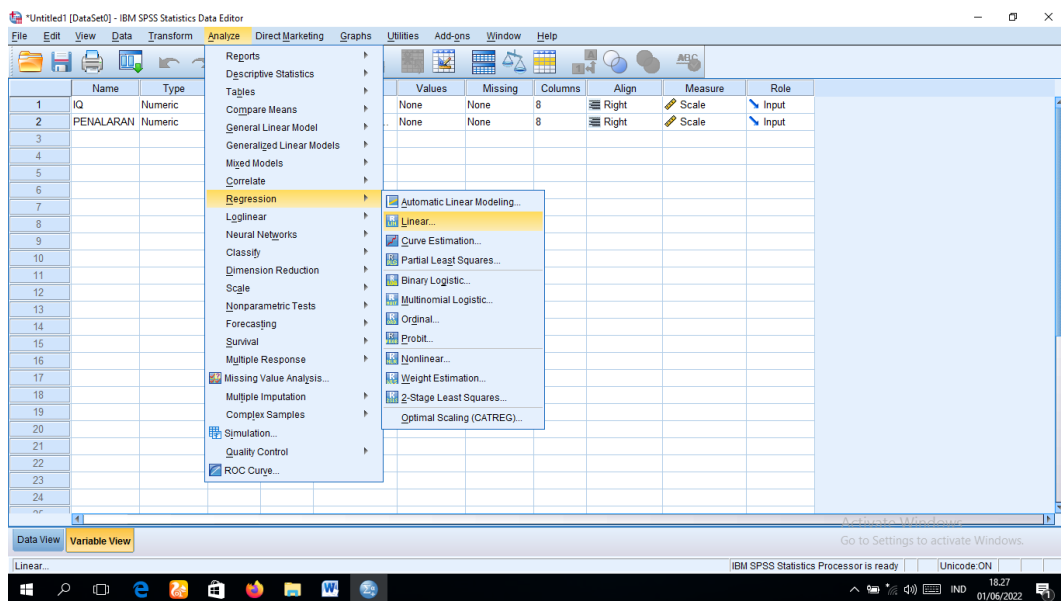 *Untitled1 [DataSet0] - IBM SPSS Statistics Data Editor
File Edit View Data Transform Analyze Direct Marketing Graphs Utilities Add-ons Window Help
Name Type Values Missing Columns Align Measure Role
1 IQ Numeric None None 8 Right Scale Input
2 PENALARAN Numeric .. None None 8 Right Scale Input
3
4
5
6
7
8
9
10
11
12
13
14
15
16
17
18
19
20
21
22
23
24
Reports
Descriptive Statistics
Tables
Compare Means
General Linear Model
Generalized Linear Models
Mixed Models
Correlate
Regression
Loglinear
Neural Networks
Classify
Dimension Reduction
Scale
Nonparametric Tests
Forecasting
Survival
Multiple Response
Missing Value Analysis...
Multiple Imputation
Complex Samples
Simulation...
Quality Control
ROC Curve...
Automatic Linear Modeling...
Linear...
Curve Estimation...
Partial Least Squares...
Binary Logistic...
Multinomial Logistic...
Ordinal...
Probit...
Nonlinear...
Weight Estimation...
2-Stage Least Squares...
Optimal Scaling (CATREG)...
Data View Variable View
Activate Windows
Go to Settings to activate Windows.
Linear... IBM SPSS Statistics Processor is ready Unicode:ON
IND 18.27
01/06/2022